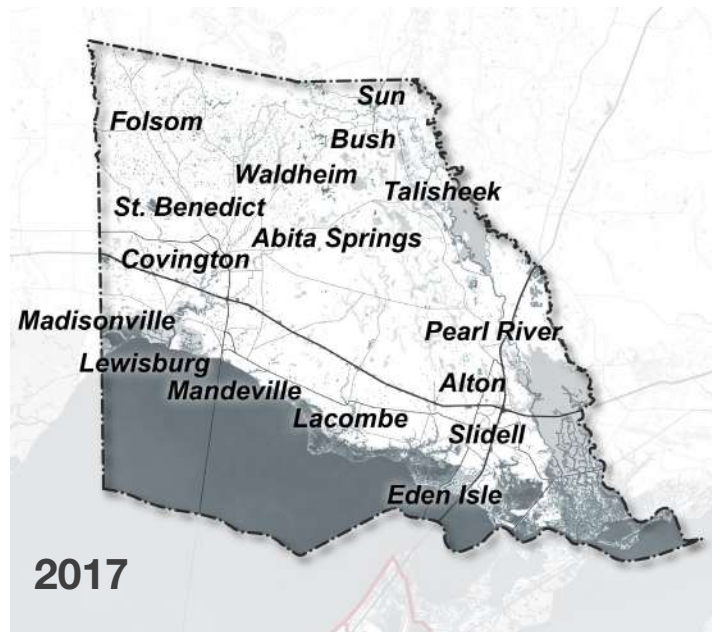 Sun
Folsom
Bush
Waldheim
Talisheek
St. Benedict
Abita Springs
Covington
Madisonville
Pearl River
Lewisburg
Mandeville
Alton
Lacombe
Slidell
Eden Isle
2017